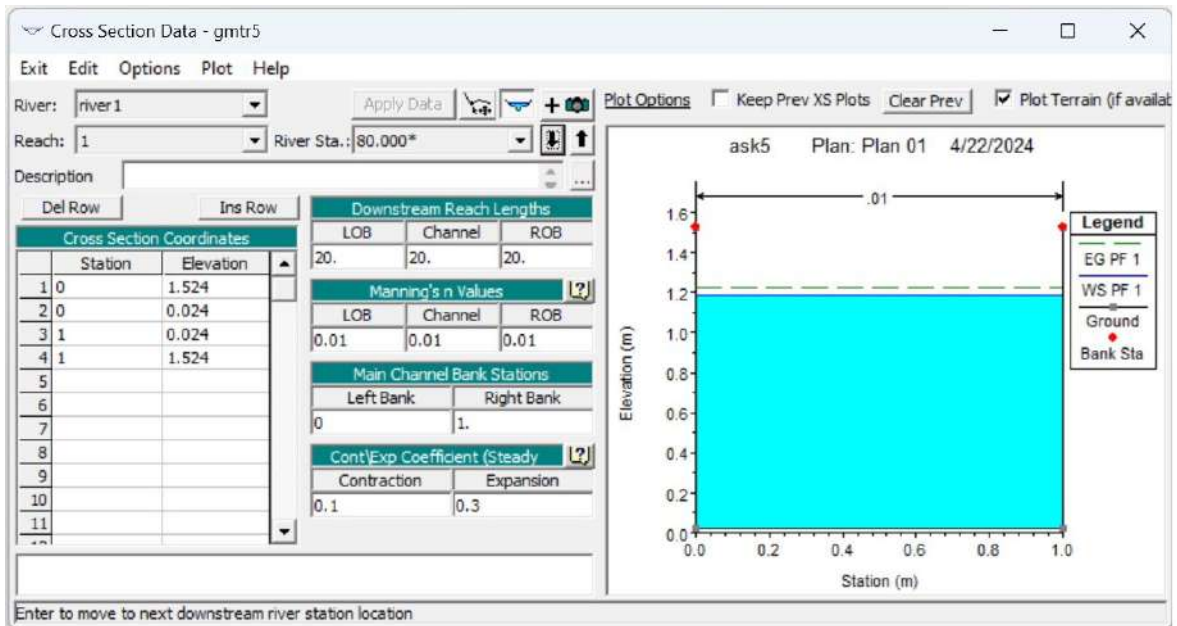 Cross Section Data - gmtr5
Exit Edit Options Plot Help
River: river1 Apply Data + Plot Options Keep Prev XS Plots Clear Prev Plot Terrain (if availab
Reach: 1 River Sta.: 80.000*
Description ...
Del Row Ins Row
Cross Section Coordinates
Station Elevation
1 0 1.524
2 0 0.024
3 1 0.024
4 1 1.524
5
6
7
8
9
10
11
Downstream Reach Lengths
LOB Channel ROB
20. 20. 20.
Manning's n Values
LOB Channel ROB
0.01 0.01 0.01
Main Channel Bank Stations
Left Bank Right Bank
0 1.
Cont\Exp Coefficient (Steady
Contraction Expansion
0.1 0.3
ask5 Plan: Plan 01 4/22/2024
.01
1.6
1.4
1.2
1.0
0.8
0.6
0.4
0.2
0.0
Elevation (m)
0.0 0.2 0.4 0.6 0.8 1.0
Station (m)
Legend
EG PF 1
WS PF 1
Ground
Bank Sta
Enter to move to next downstream river station location